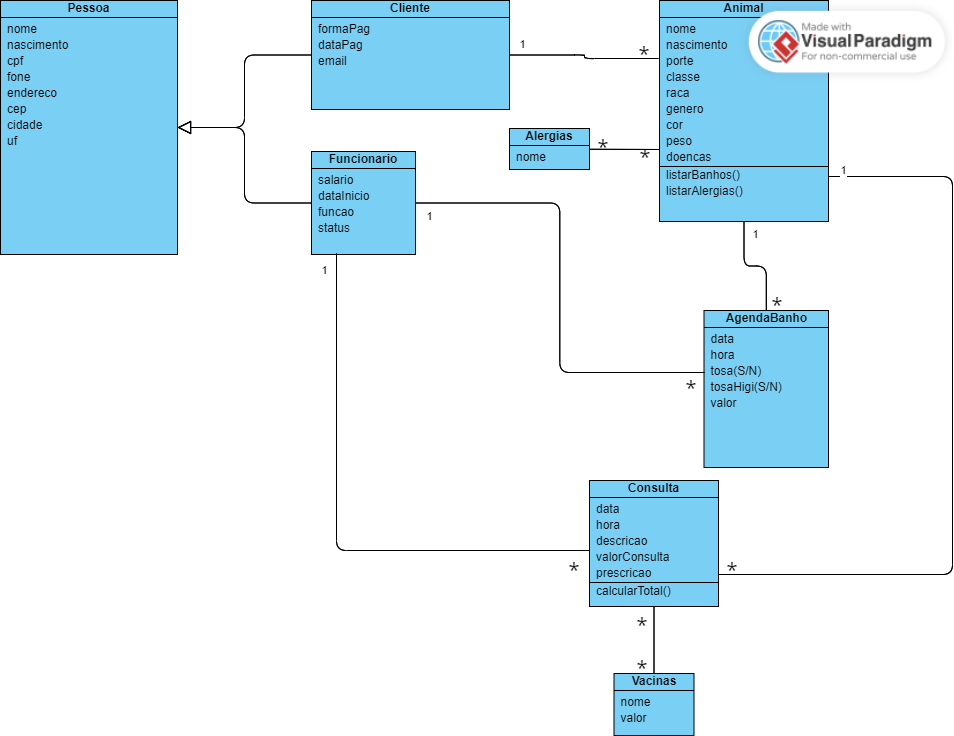 Pessoa
nome
nascimento
cpf
fone
endereco
cep
cidade
uf
Cliente
formaPag
dataPag
email
1
*
Animal
nome
nascimento
porte
classe
raca
genero
cor
peso
doencas
listarBanhos()
listarAlergias()
Made with
VisualParadigm
For non-commercial use
Alergias
nome
*
*
Funcionario
salario
dataInicio
funcao
status
1
1
1
1
*
AgendaBanho
data
hora
tosa(S/N)
tosaHigi(S/N)
valor
*
Consulta
data
hora
descricao
valorConsulta
prescricao
calcularTotal()
*
*
*
*
Vacinas
nome
valor